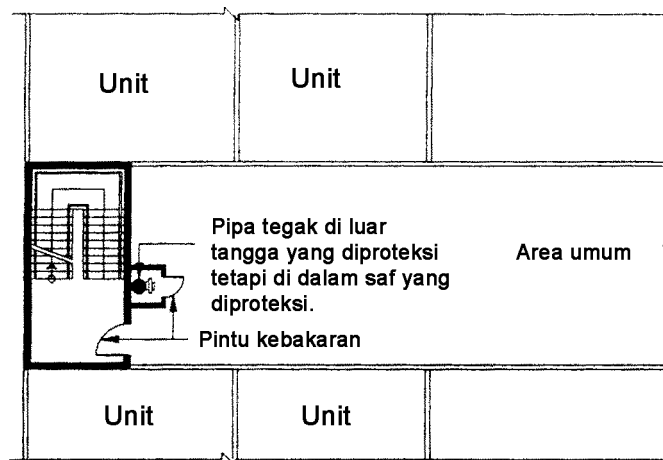 Unit
Unit
Pipa tegak di luar
tangga yang diproteksi
tetapi di dalam saf yang
diproteksi.
Area umum
Pintu kebakaran
Unit
Unit